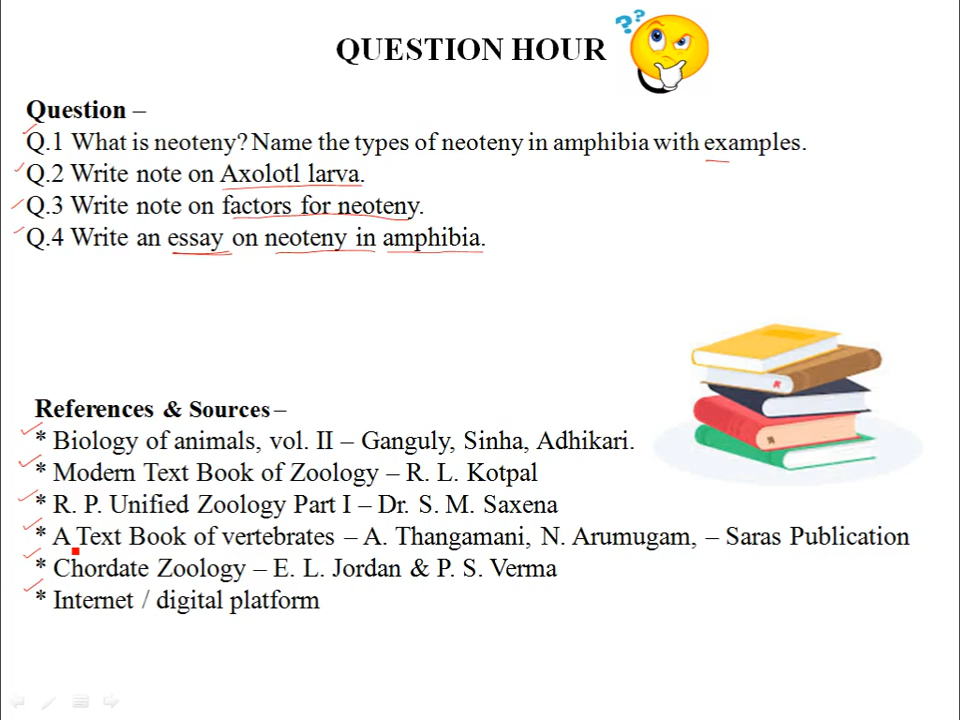 QUESTION HOUR
Question –
Q.1 What is neoteny? Name the types of neoteny in amphibia with examples.
Q.2 Write note on Axolotl larva.
Q.3 Write note on factors for neoteny.
Q.4 Write an essay on neoteny in amphibia.
References & Sources –
* Biology of animals, vol. II – Ganguly, Sinha, Adhikari.
* Modern Text Book of Zoology – R. L. Kotpal
* R. P. Unified Zoology Part I – Dr. S. M. Saxena
* A Text Book of vertebrates – A. Thangamani, N. Arumugam, – Saras Publication
* Chordate Zoology – E. L. Jordan & P. S. Verma
* Internet / digital platform